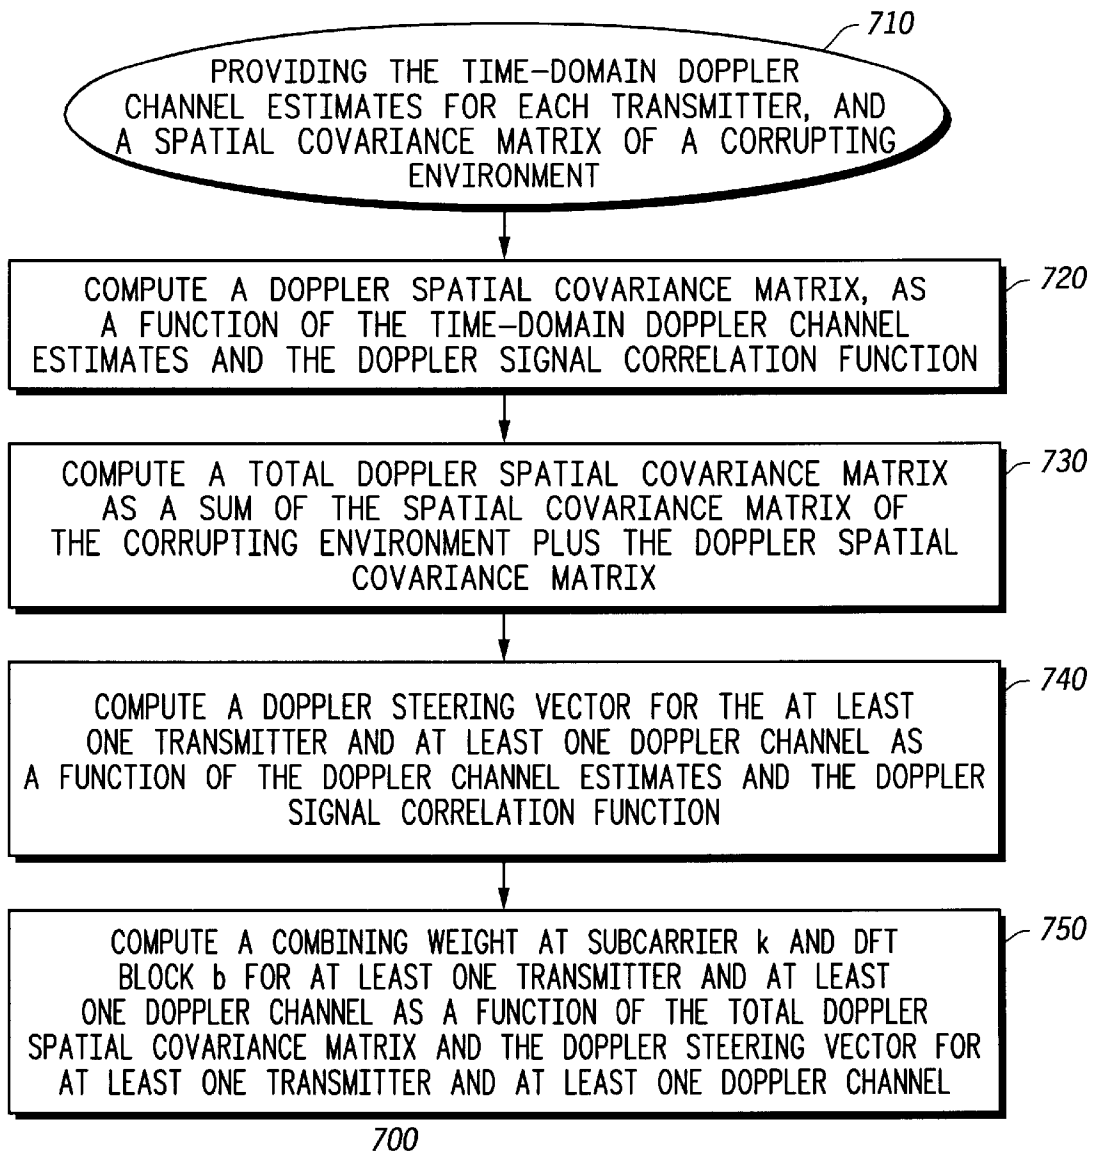 710
PROVIDING THE TIME-DOMAIN DOPPLER
CHANNEL ESTIMATES FOR EACH TRANSMITTER, AND
A SPATIAL COVARIANCE MATRIX OF A CORRUPTING
ENVIRONMENT
720
COMPUTE A DOPPLER SPATIAL COVARIANCE MATRIX, AS
A FUNCTION OF THE TIME-DOMAIN DOPPLER CHANNEL
ESTIMATES AND THE DOPPLER SIGNAL CORRELATION FUNCTION
730
COMPUTE A TOTAL DOPPLER SPATIAL COVARIANCE MATRIX
AS A SUM OF THE SPATIAL COVARIANCE MATRIX OF
THE CORRUPTING ENVIRONMENT PLUS THE DOPPLER SPATIAL
COVARIANCE MATRIX
740
COMPUTE A DOPPLER STEERING VECTOR FOR THE AT LEAST
ONE TRANSMITTER AND AT LEAST ONE DOPPLER CHANNEL AS
A FUNCTION OF THE DOPPLER CHANNEL ESTIMATES AND THE DOPPLER
SIGNAL CORRELATION FUNCTION
750
COMPUTE A COMBINING WEIGHT AT SUBCARRIER k AND DFT
BLOCK b FOR AT LEAST ONE TRANSMITTER AND AT LEAST
ONE DOPPLER CHANNEL AS A FUNCTION OF THE TOTAL DOPPLER
SPATIAL COVARIANCE MATRIX AND THE DOPPLER STEERING VECTOR FOR
AT LEAST ONE TRANSMITTER AND AT LEAST ONE DOPPLER CHANNEL
700